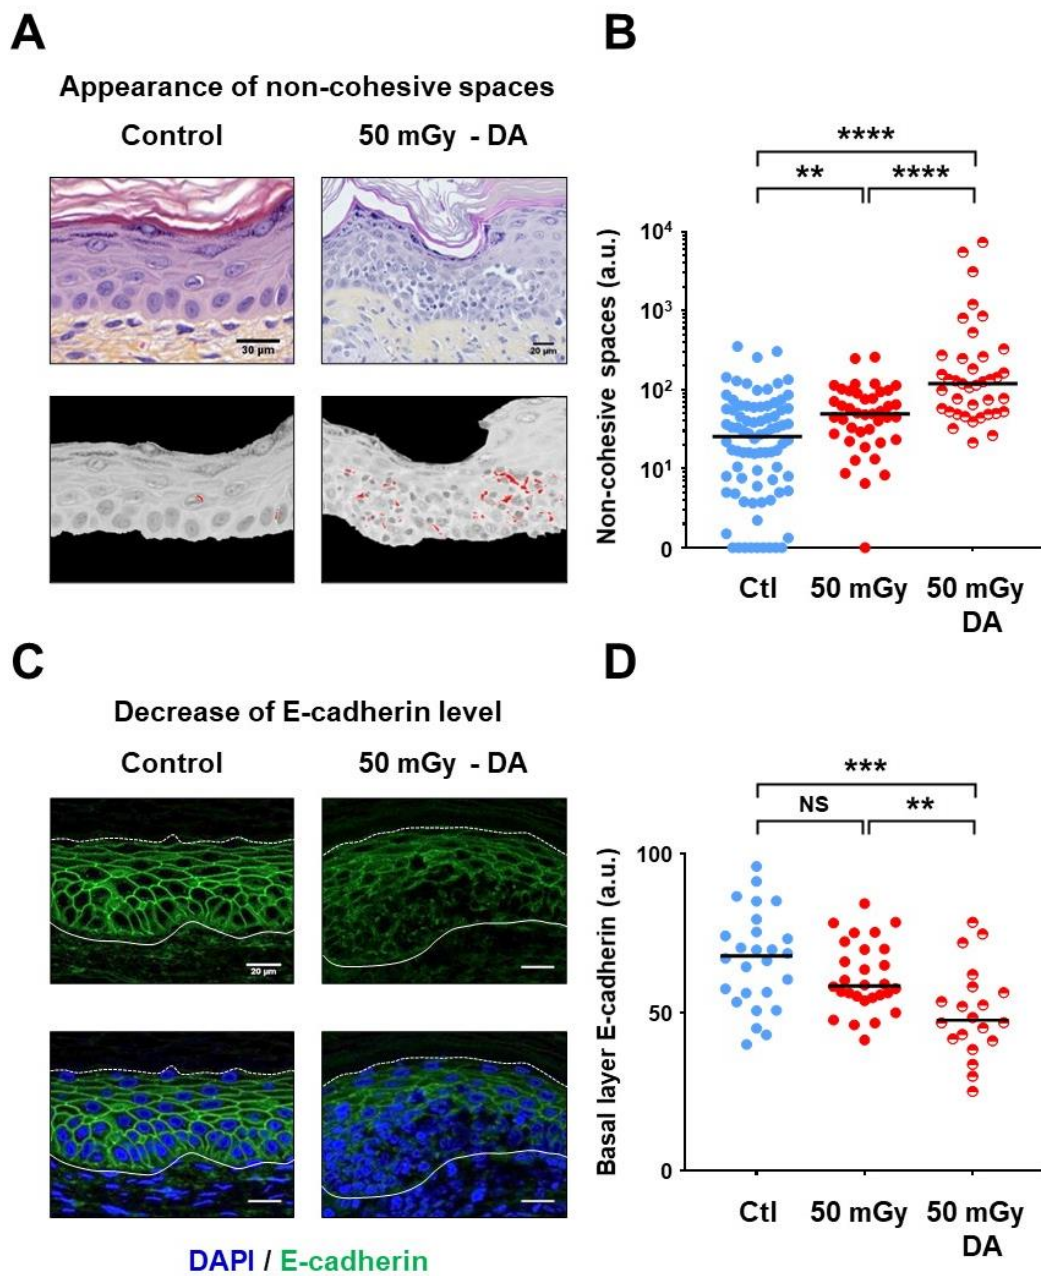 A
Appearance of non-cohesive spaces
Control
50 mGy - DA
30 µm
20 µm
B
****
**
****
Non-cohesive spaces (a.u.)
10⁴
10³
10²
10¹
0
Ctl
50 mGy
50 mGy
DA
C
Decrease of E-cadherin level
Control
50 mGy - DA
20 µm
DAPI / E-cadherin
D
***
NS
**
Basal layer E-cadherin (a.u.)
100
50
0
Ctl
50 mGy
50 mGy
DA